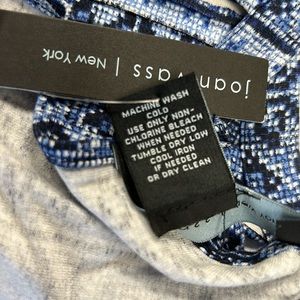 joan vass | NEW YORK
MACHINE WASH
COLD
USE ONLY NON-
CHLORINE BLEACH
WHEN NEEDED
TUMBLE DRY LOW
COOL IRON
IF NEEDED
OR DRY CLEAN